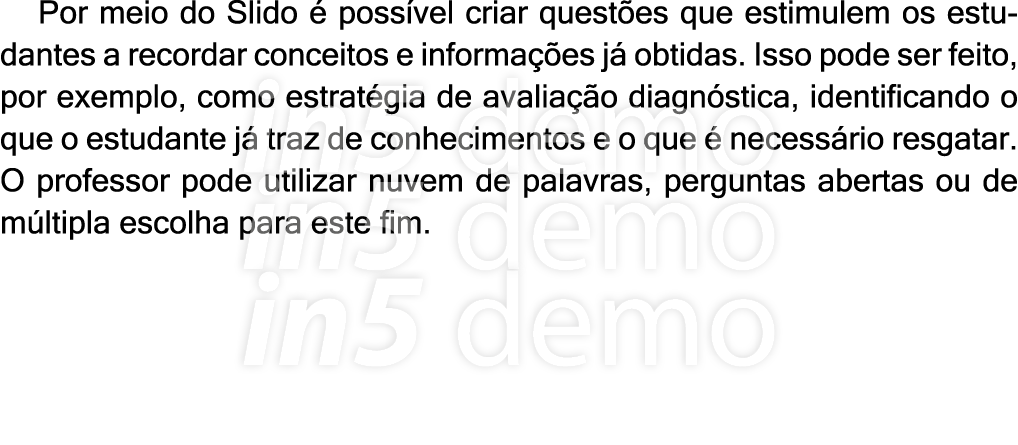 Por meio do Slido é possível criar questões que estimulem os estu-
dantes a recordar conceitos e informações já obtidas. Isso pode ser feito,
por exemplo, como estratégia de avaliação diagnóstica, identificando o
que o estudante já traz de conhecimentos e o que é necessário resgatar.
O professor pode utilizar nuvem de palavras, perguntas abertas ou de
múltipla escolha para este fim.
in5 demo
in5 demo
in5 demo